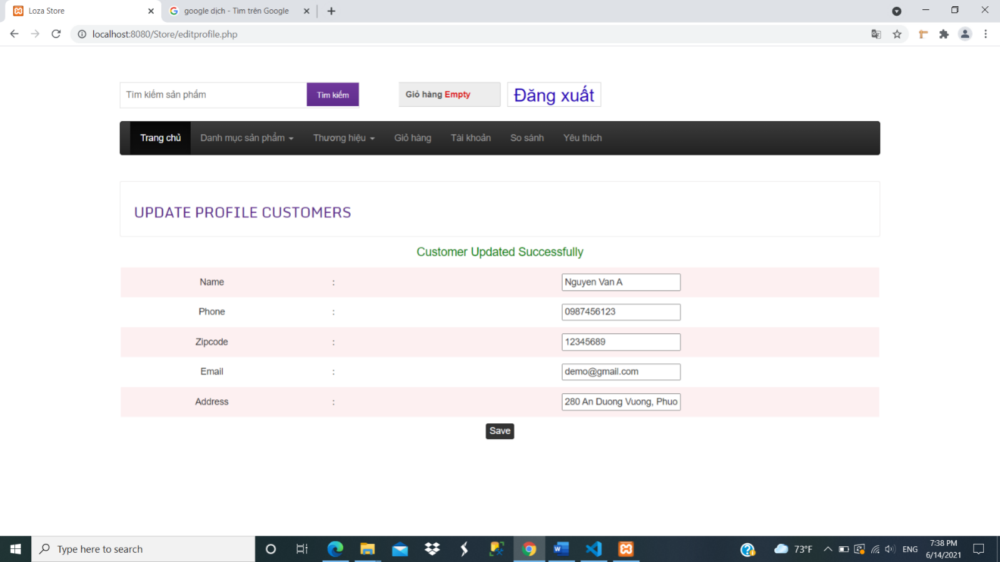 Loza Store
google dịch - Tìm trên Google
localhost:8080/Store/editprofile.php
Tìm kiếm sản phẩm
Tìm kiếm
Giỏ hàng Empty
Đăng xuất
Trang chủ
Danh mục sản phẩm
Thương hiệu
Giỏ hàng
Tài khoản
So sánh
Yêu thích
UPDATE PROFILE CUSTOMERS
Customer Updated Successfully
Name : Nguyen Van A
Phone : 0987456123
Zipcode : 12345689
Email : demo@gmail.com
Address : 280 An Duong Vuong, Phuo
Save
Type here to search
73°F
ENG
7:38 PM
6/14/2021